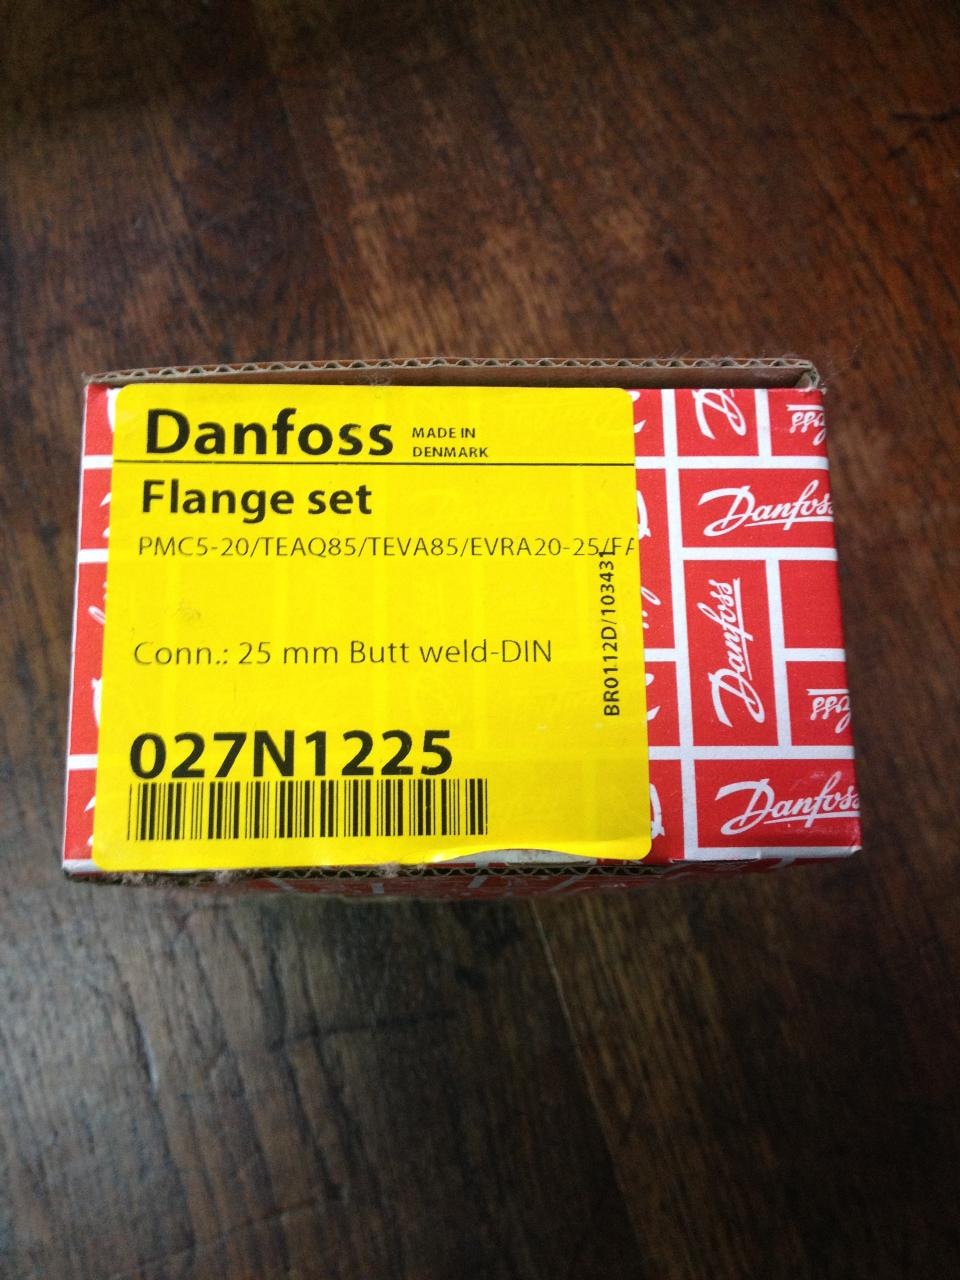 Danfoss MADE IN DENMARK
Flange set
PMC5-20/TEAQ85/TEVA85/EVRA20-25/FA
Conn.: 25 mm Butt weld-DIN
BR0112D/103431
027N1225
Danfoss
Danfoss
Danfoss